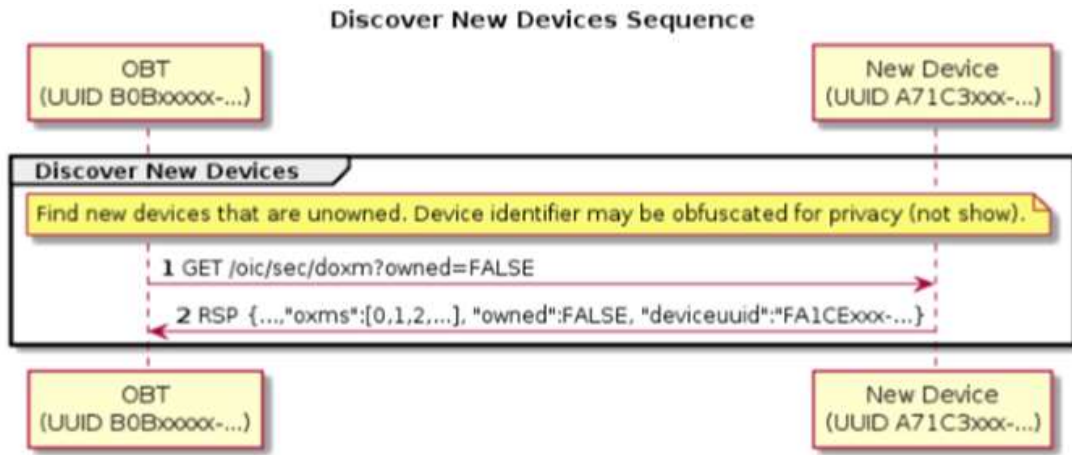 Discover New Devices Sequence
OBT
(UUID B0Bxxxxx-...)
New Device
(UUID A71C3xxx-...)
Discover New Devices
Find new devices that are unowned. Device identifier may be obfuscated for privacy (not show).
1 GET /oic/sec/doxm?owned=FALSE
2 RSP {...,"oxms":[0,1,2,...], "owned":FALSE, "deviceuuid":"FA1CExxx-...}
OBT
(UUID B0Bxxxxx-...)
New Device
(UUID A71C3xxx-...)